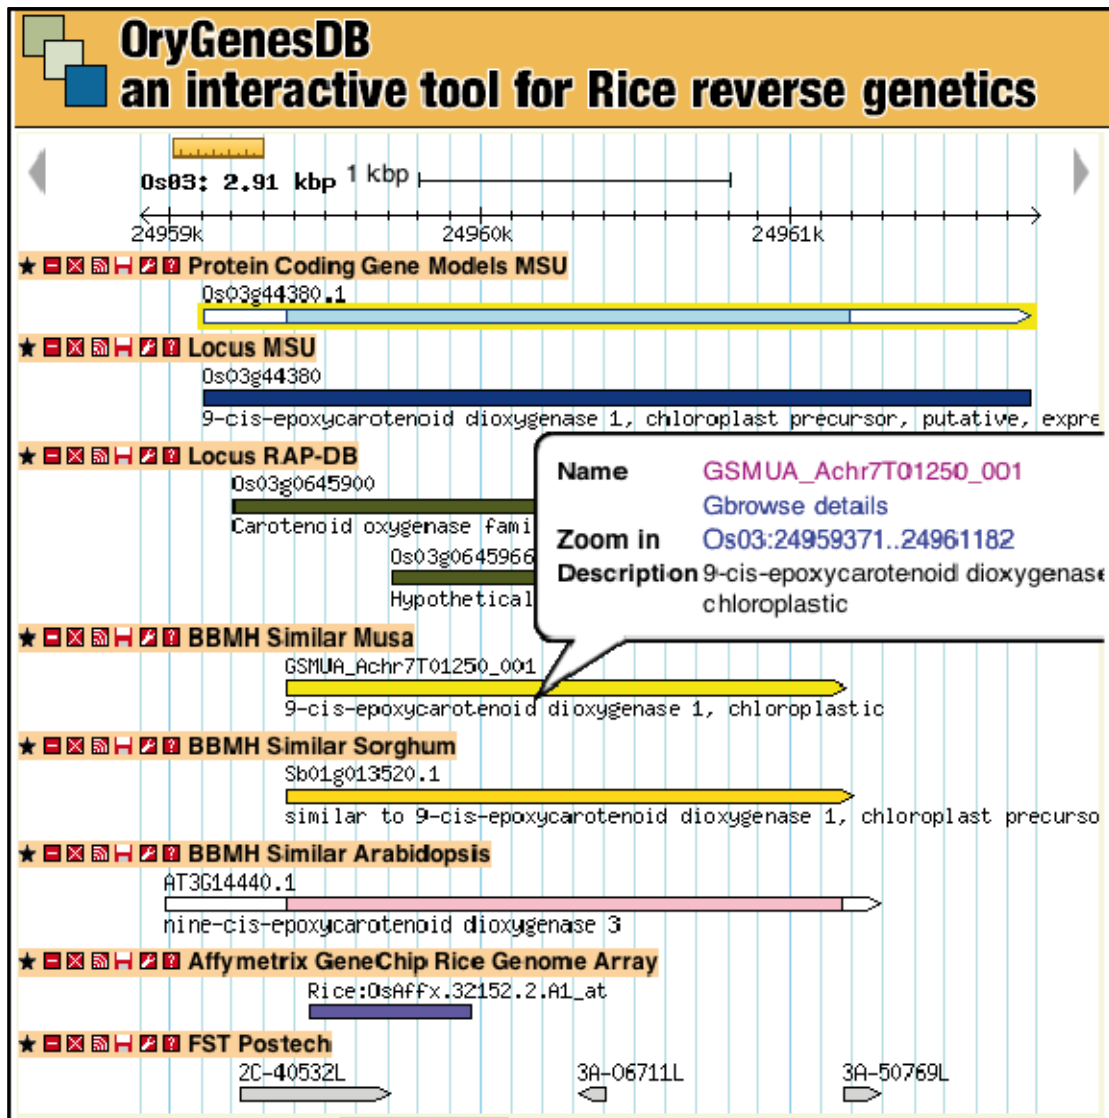 OryGenesDB
an interactive tool for Rice reverse genetics
Os03: 2.91 kbp 1 kbp
24959k 24960k 24961k
Protein Coding Gene Models MSU
Os03g44380.1
Locus MSU
Os03g44380
9-cis-epoxycarotenoid dioxygenase 1, chloroplast precursor, putative, expre
Locus RAP-DB
Os03g0645900
Carotenoid oxygenase fami
Os03g0645966
Hypothetical
Name GSMUA_Achr7T01250_001
Gbrowse details
Zoom in Os03:24959371..24961182
Description 9-cis-epoxycarotenoid dioxygenase
chloroplastic
BBMH Similar Musa
GSMUA_Achr7T01250_001
9-cis-epoxycarotenoid dioxygenase 1, chloroplastic
BBMH Similar Sorghum
Sb01g013520.1
similar to 9-cis-epoxycarotenoid dioxygenase 1, chloroplast precurso
BBMH Similar Arabidopsis
AT3G14440.1
nine-cis-epoxycarotenoid dioxygenase 3
Affymetrix GeneChip Rice Genome Array
Rice:OsAffx.32152.2.A1_at
FST Postech
2C-40532L 3A-06711L 3A-50769L